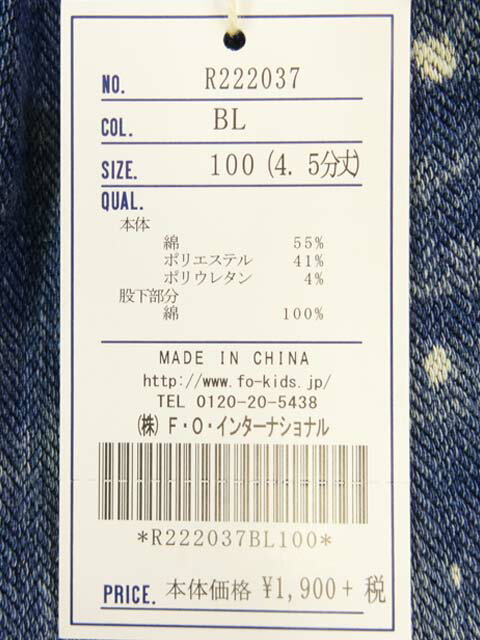 NO. R222037
COL. BL
SIZE. 100(4.5分丈)
QUAL.
本体
綿 55%
ポリエステル 41%
ポリウレタン 4%
股下部分
綿 100%
MADE IN CHINA
http://www.fo-kids.jp/
TEL 0120-20-5438
(株)F・O・インターナショナル
*R222037BL100*
PRICE. 本体価格 ¥1,900+ 税